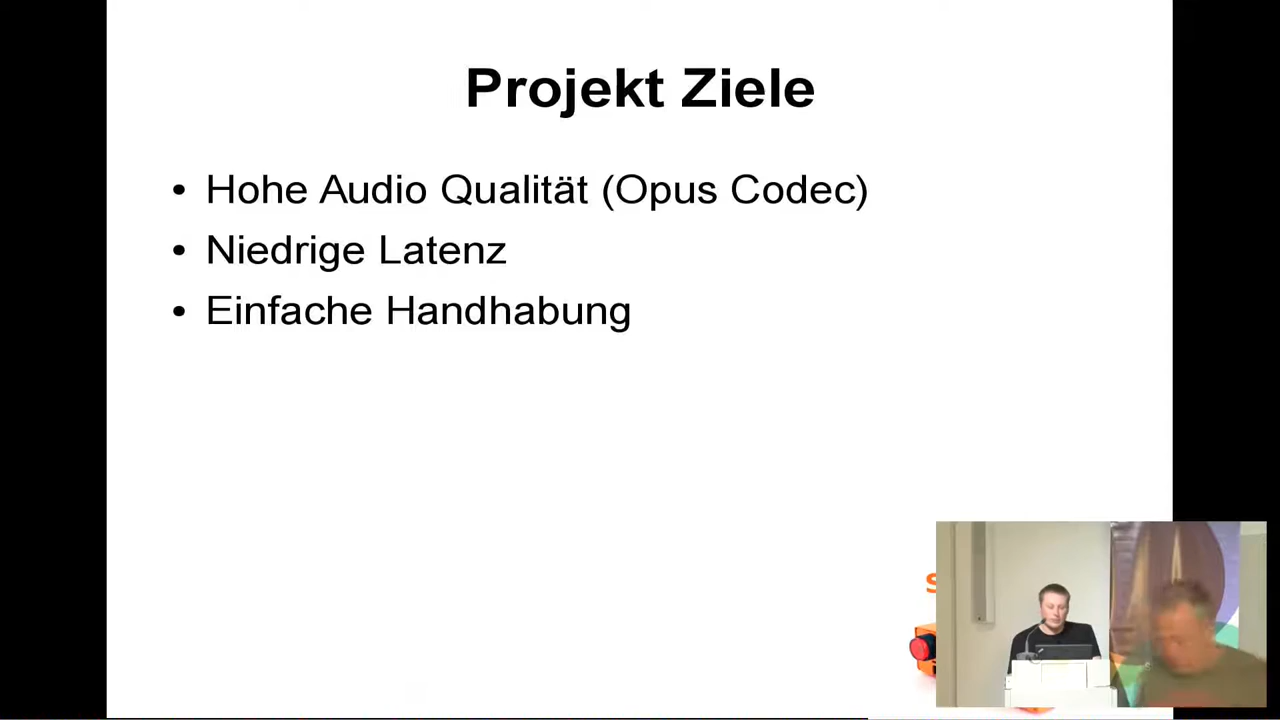 Projekt Ziele
• Hohe Audio Qualität (Opus Codec)
• Niedrige Latenz
• Einfache Handhabung